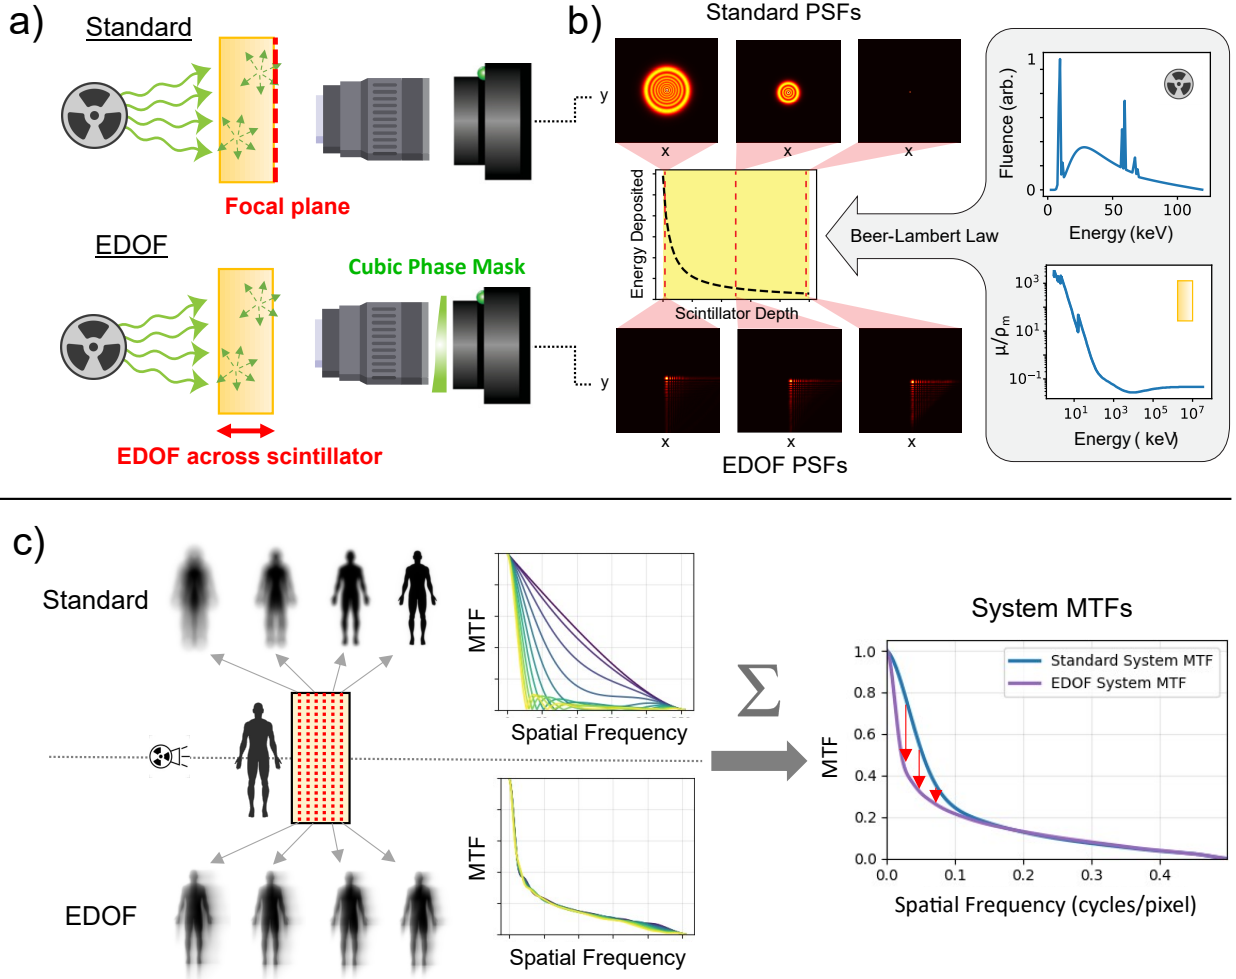 a)
Standard
Focal plane
EDOF
Cubic Phase Mask
EDOF across scintillator
b)
Standard PSFs
y
x
x
x
Energy Deposited
Scintillator Depth
y
x
x
x
EDOF PSFs
Beer-Lambert Law
Fluence (arb.)
1
0
0
50
100
Energy (keV)
μ/ρm
10³
10¹
10⁻¹
10¹
10³
10⁵
10⁷
Energy ( keV)
c)
Standard
EDOF
MTF
Spatial Frequency
MTF
Spatial Frequency
Σ
System MTFs
Standard System MTF
EDOF System MTF
MTF
1.0
0.8
0.6
0.4
0.2
0.0
0.0
0.1
0.2
0.3
0.4
Spatial Frequency (cycles/pixel)